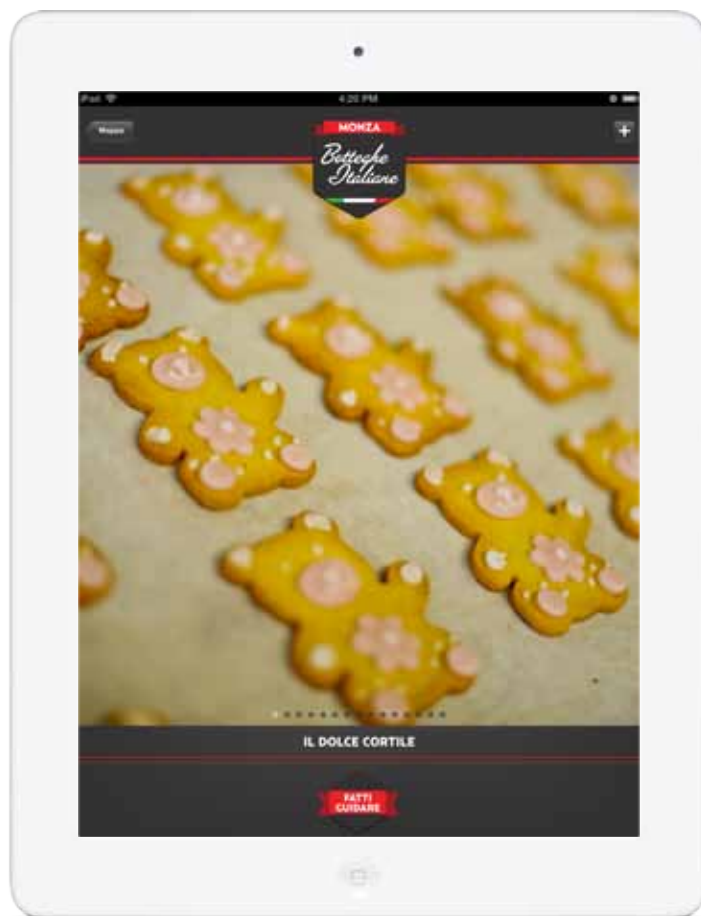 iPad 4:20 PM
Mappa
MONZA
+
Botteghe
Italiane
IL DOLCE CORTILE
FATTI
GUIDARE